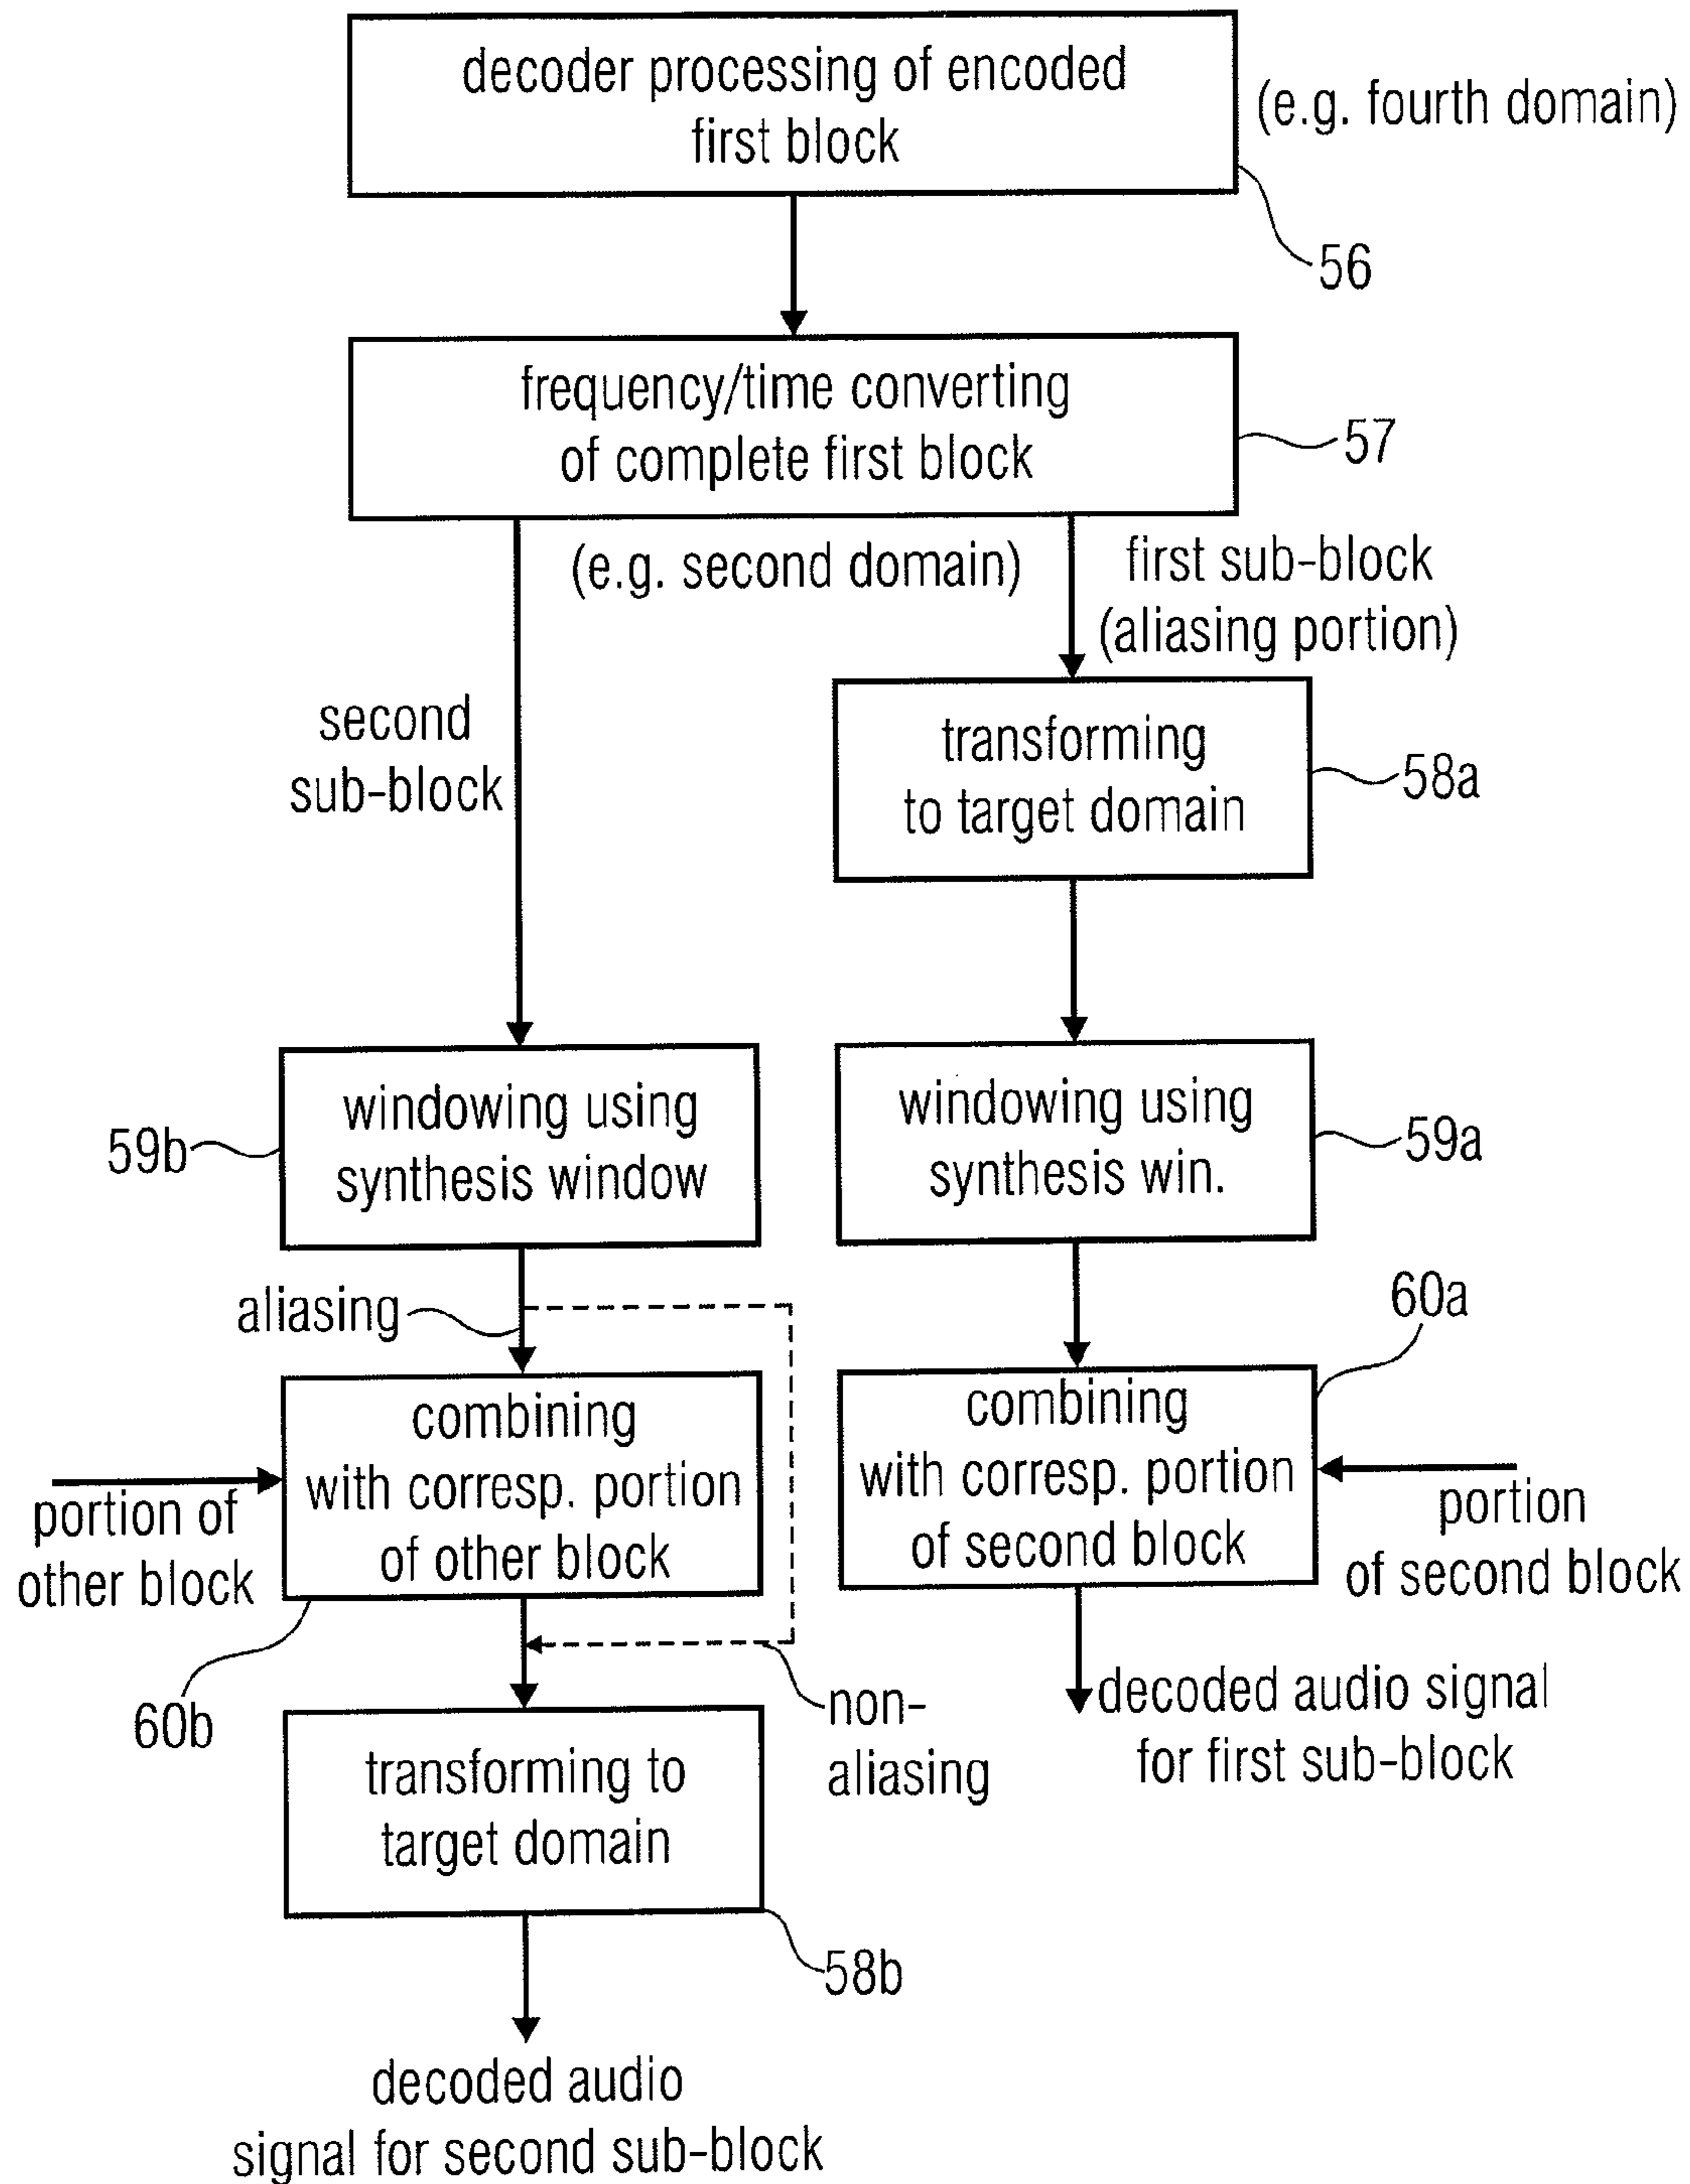 decoder processing of encoded
first block
(e.g. fourth domain)
56
frequency/time converting
of complete first block
57
(e.g. second domain)
first sub-block
(aliasing portion)
second
sub-block
transforming
to target domain
58a
windowing using
synthesis window
59b
windowing using
synthesis win.
59a
aliasing
60a
combining
with corresp. portion
of other block
portion of
other block
combining
with corresp. portion
of second block
portion
of second block
60b
non-
aliasing
decoded audio signal
for first sub-block
transforming to
target domain
58b
decoded audio
signal for second sub-block